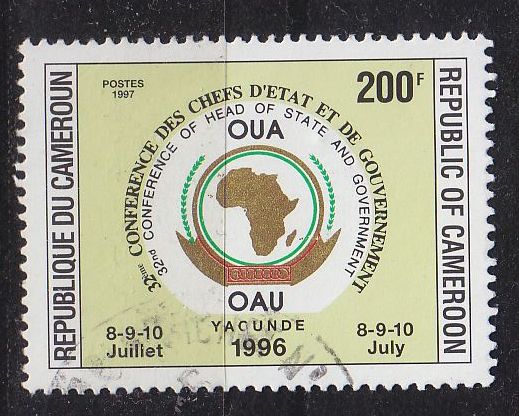 REPUBLIQUE DU CAMEROUN
POSTES
1997
200F
REPUBLIC OF CAMEROON
32ème CONFERENCE DES CHEFS D'ETAT ET DE GOUVERNEMENT
32nd CONFERENCE OF HEAD OF STATE AND GOVERNMENT
OUA
OAU
YAOUNDE
1996
8-9-10
Juillet
8-9-10
July